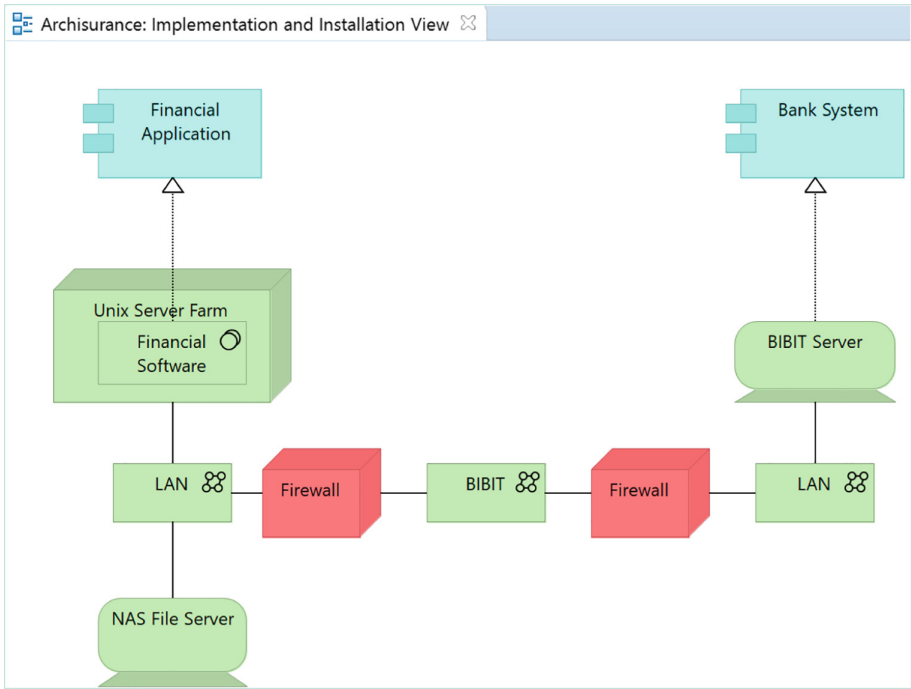 Archisurance: Implementation and Installation View
Financial
Application
Bank System
Unix Server Farm
Financial
Software
BIBIT Server
LAN
Firewall
BIBIT
Firewall
LAN
NAS File Server